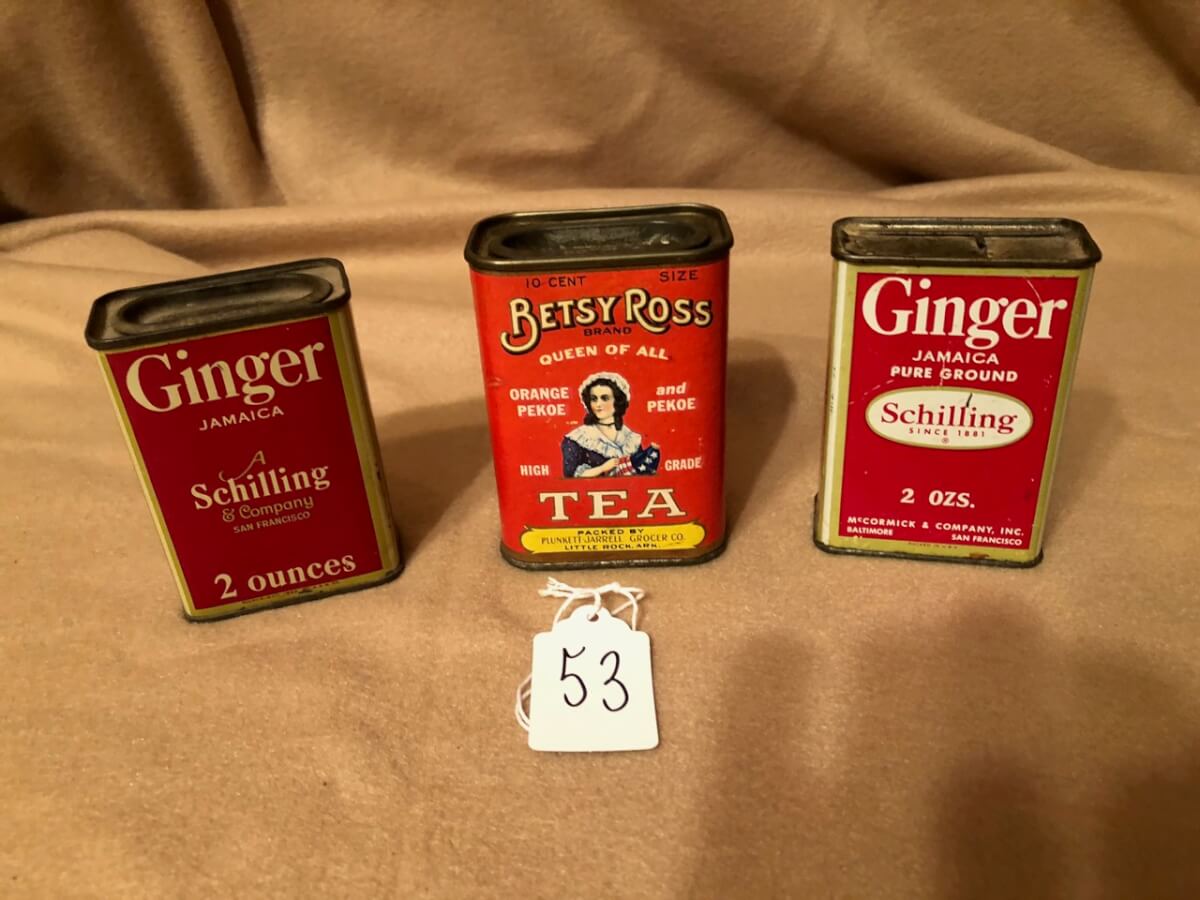 Ginger
JAMAICA
A
Schilling
& Company
SAN FRANCISCO
2 ounces
10 CENT SIZE
BETSY ROSS
BRAND
QUEEN OF ALL
ORANGE PEKOE
and PEKOE
HIGH GRADE
TEA
PACKED BY
PLUNKETT-JARRELL GROCER CO.
LITTLE ROCK, ARK.
Ginger
JAMAICA
PURE GROUND
Schilling
SINCE 1881
®
2 OZS.
McCORMICK & COMPANY, INC.
BALTIMORE SAN FRANCISCO
53